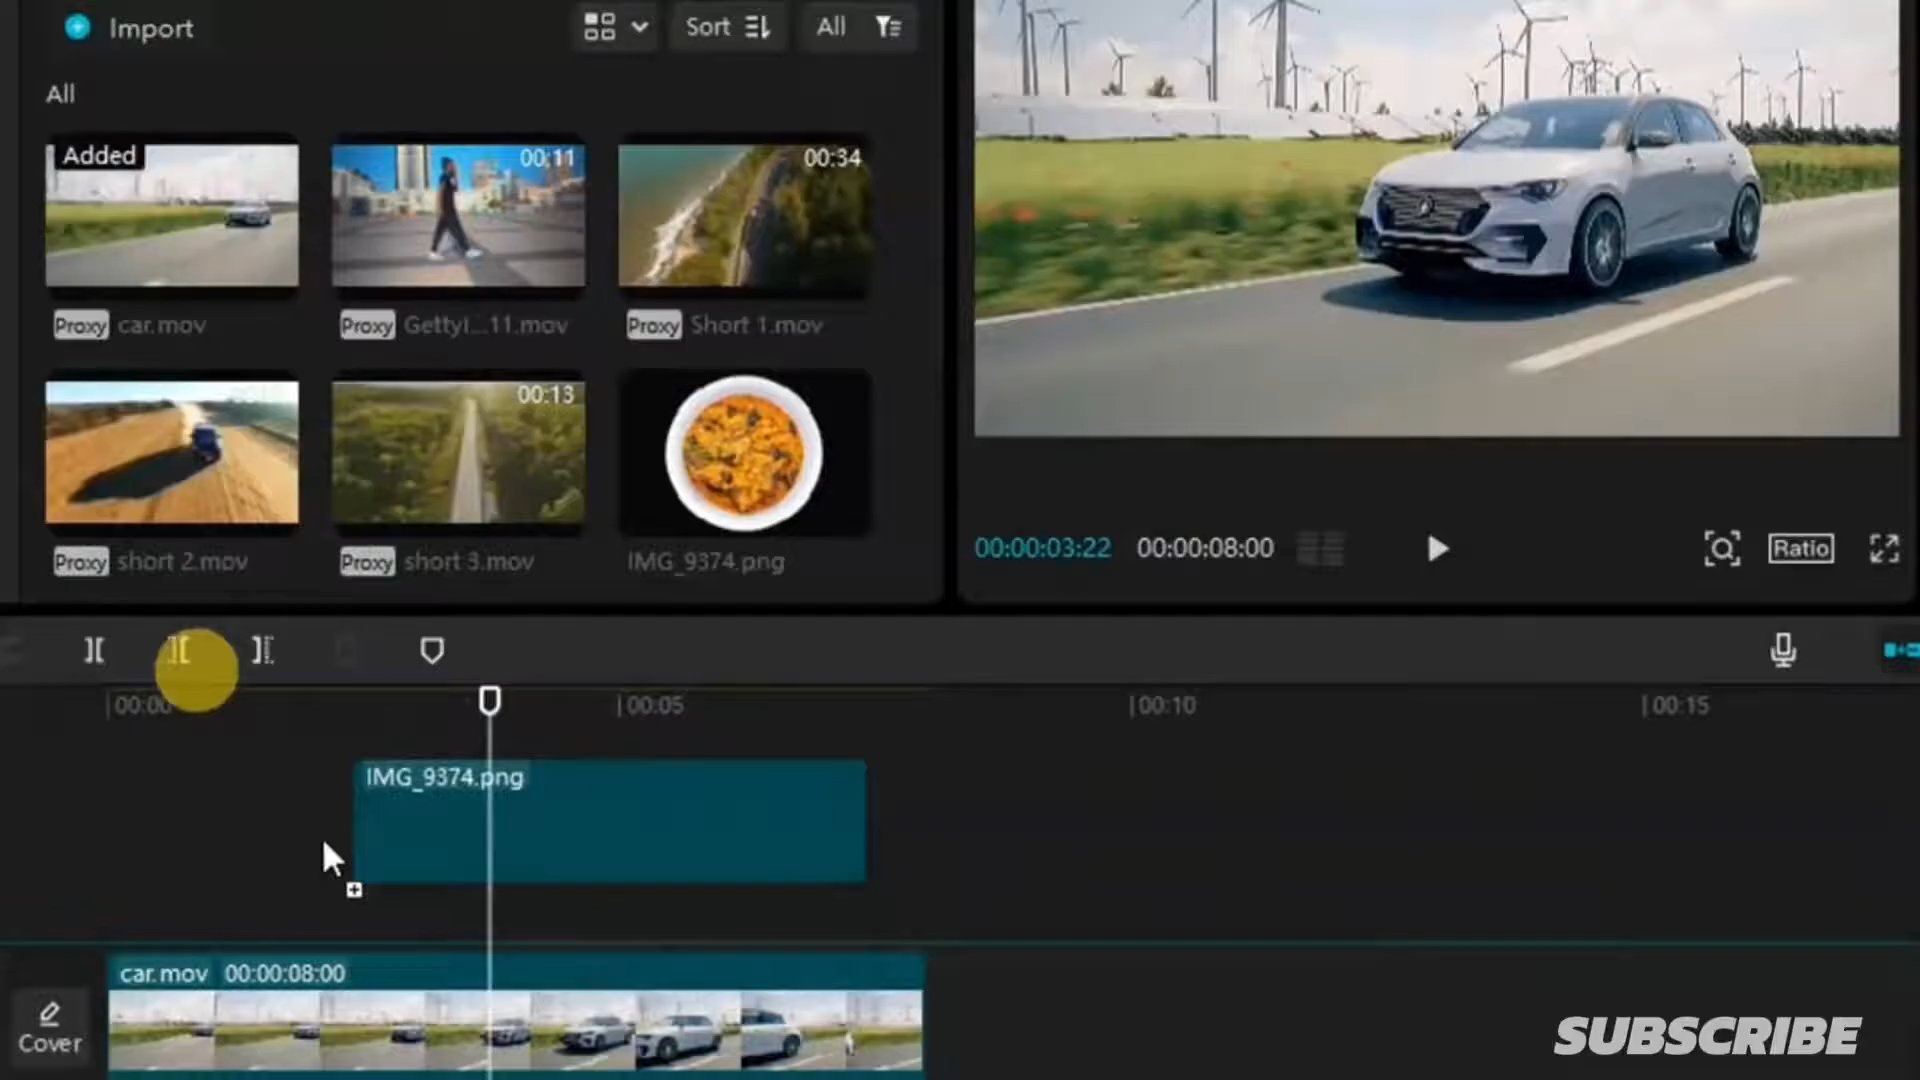 Import
Sort
All
All
Added
00:11
00:34
Proxy car.mov
Proxy GettyI...11.mov
Proxy Short 1.mov
00:13
Proxy short 2.mov
Proxy short 3.mov
IMG_9374.png
00:00:03:22 00:00:08:00
Ratio
00:00
00:05
00:10
00:15
IMG_9374.png
car.mov 00:00:08:00
Cover
SUBSCRIBE